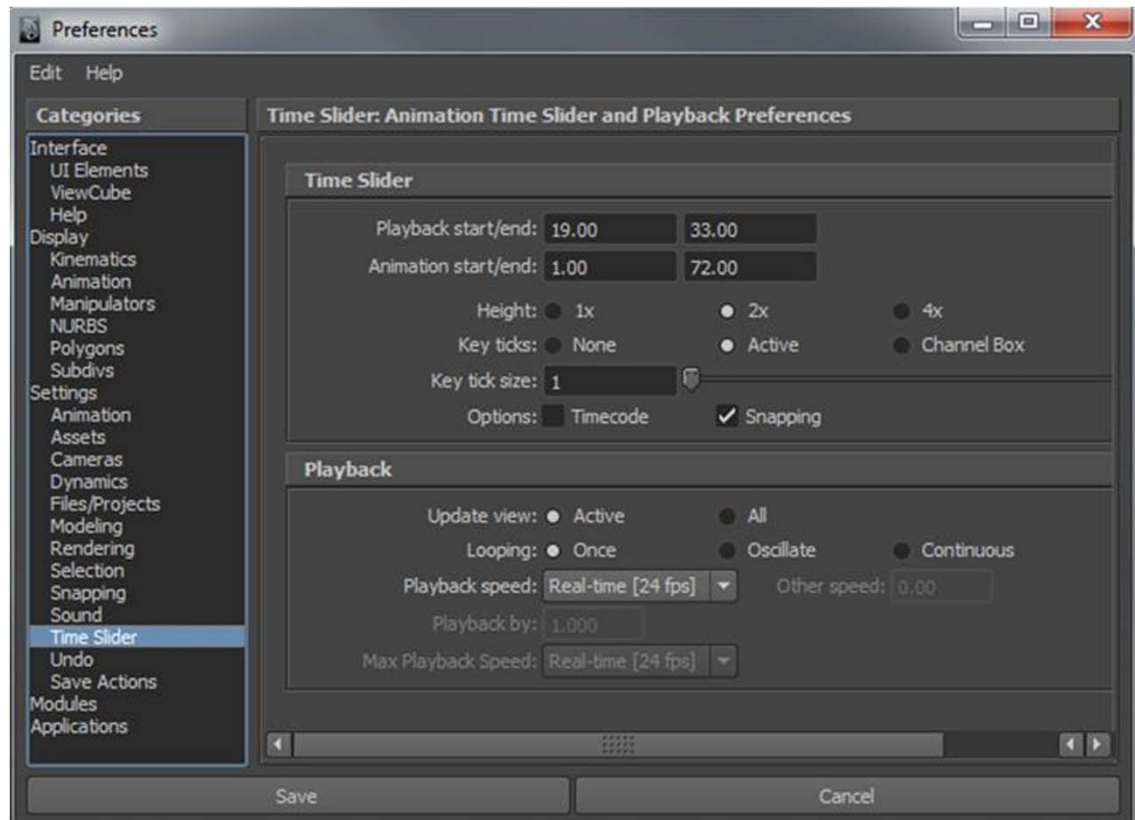 Preferences
Edit Help
Categories
Interface
UI Elements
ViewCube
Help
Display
Kinematics
Animation
Manipulators
NURBS
Polygons
Subdivs
Settings
Animation
Assets
Cameras
Dynamics
Files/Projects
Modeling
Rendering
Selection
Snapping
Sound
Time Slider
Undo
Save Actions
Modules
Applications
Time Slider: Animation Time Slider and Playback Preferences
Time Slider
Playback start/end: 19.00 33.00
Animation start/end: 1.00 72.00
Height: 1x 2x 4x
Key ticks: None Active Channel Box
Key tick size: 1
Options: Timecode Snapping
Playback
Update view: Active All
Looping: Once Oscillate Continuous
Playback speed: Real-time [24 fps] Other speed: 0.00
Playback by: 1.000
Max Playback Speed: Real-time [24 fps]
Save Cancel